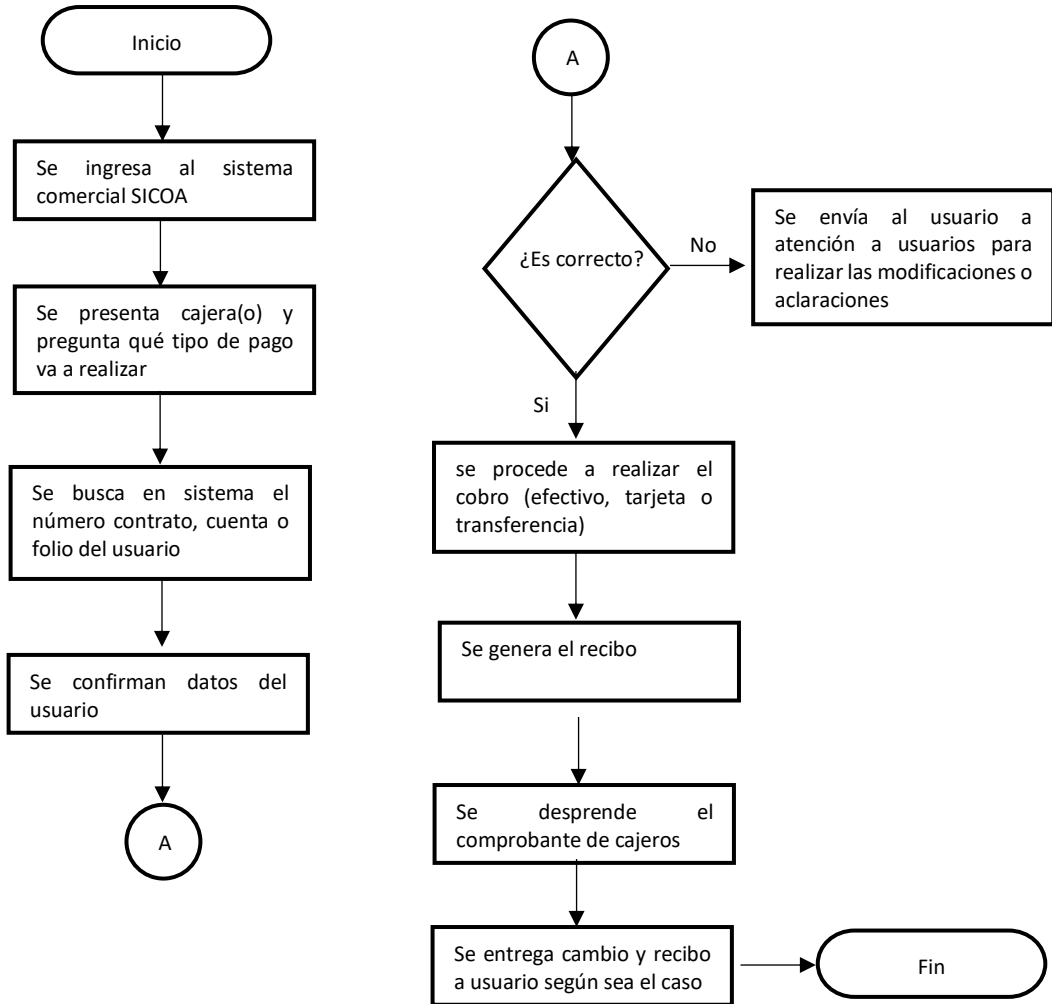 Inicio
Se ingresa al sistema
comercial SICOA
Se presenta cajera(o) y
pregunta qué tipo de pago
va a realizar
Se busca en sistema el
número contrato, cuenta o
folio del usuario
Se confirman datos del
usuario
A
A
¿Es correcto?
No
Se envía al usuario a
atención a usuarios para
realizar las modificaciones o
aclaraciones
Si
se procede a realizar el
cobro (efectivo, tarjeta o
transferencia)
Se genera el recibo
Se desprende el
comprobante de cajeros
Se entrega cambio y recibo
a usuario según sea el caso
Fin